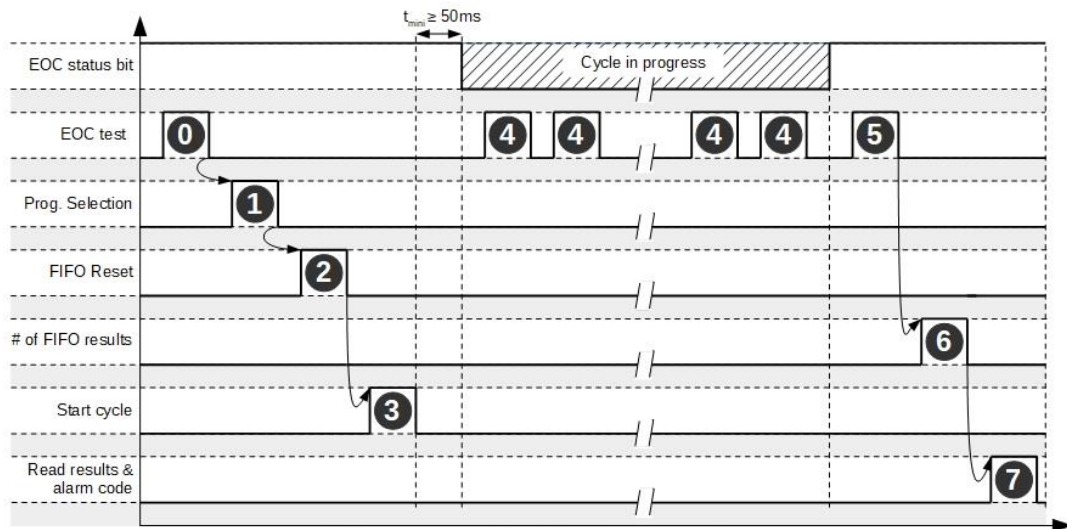 tmini ≥ 50ms
EOC status bit
Cycle in progress
EOC test
0
4
4
4
4
5
Prog. Selection
1
FIFO Reset
2
# of FIFO results
6
Start cycle
3
Read results &
alarm code
7